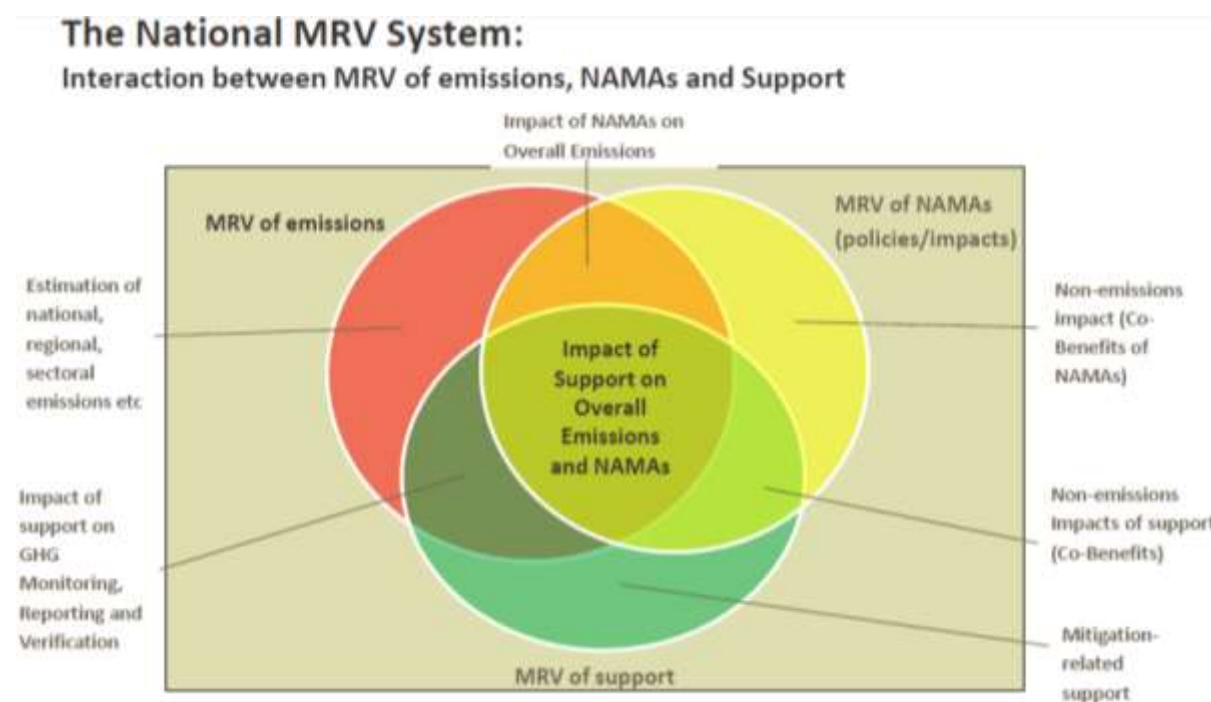 The National MRV System:
Interaction between MRV of emissions, NAMAs and Support
Impact of NAMAs on
Overall Emissions
MRV of emissions
MRV of NAMAs
(policies/impacts)
Estimation of
national,
regional,
sectoral
emissions etc
Non-emissions
impact (Co-
Benefits of
NAMAs)
Impact of
Support on
Overall
Emissions
and NAMAs
Impact of
support on
GHG
Monitoring,
Reporting and
Verification
Non-emissions
Impacts of support
(Co-Benefits)
Mitigation-
related
support
MRV of support